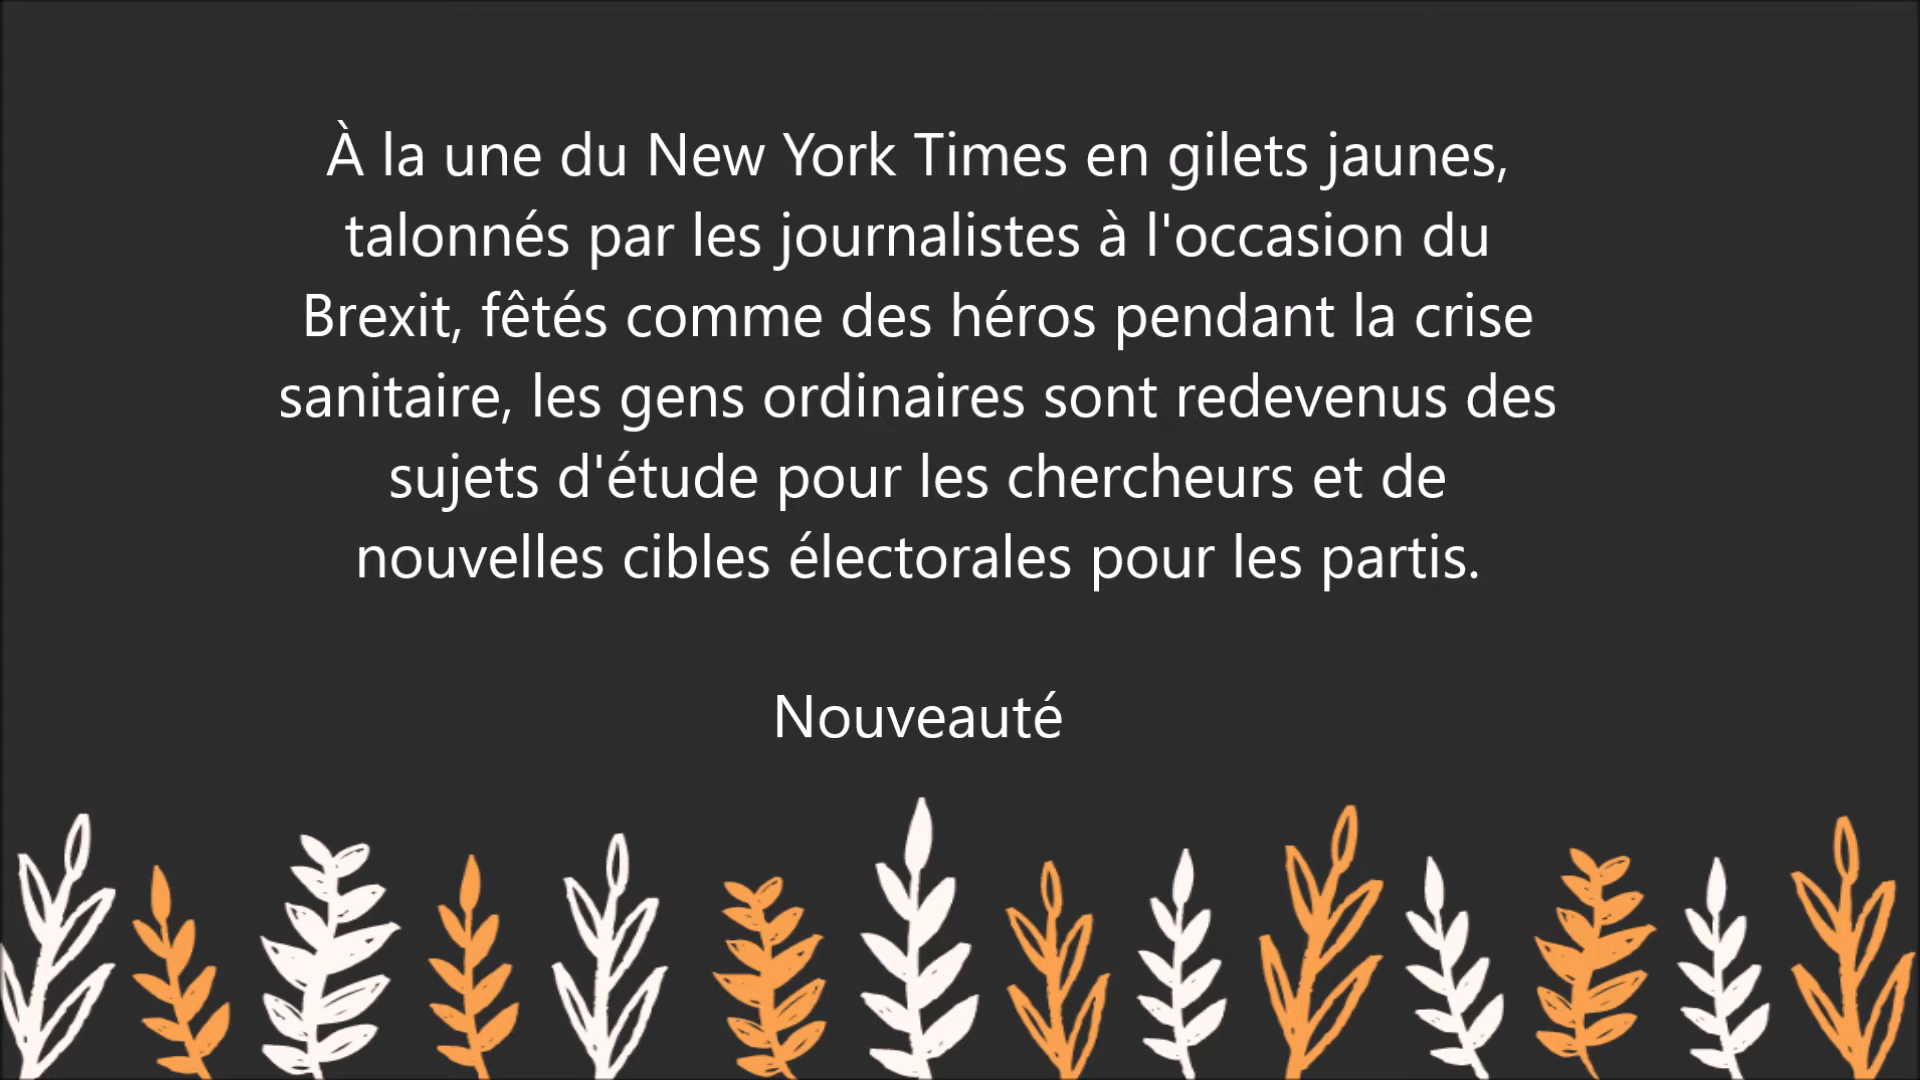 À la une du New York Times en gilets jaunes,
talonnés par les journalistes à l'occasion du
Brexit, fêtés comme des héros pendant la crise
sanitaire, les gens ordinaires sont redevenus des
sujets d'étude pour les chercheurs et de
nouvelles cibles électorales pour les partis.
Nouveauté